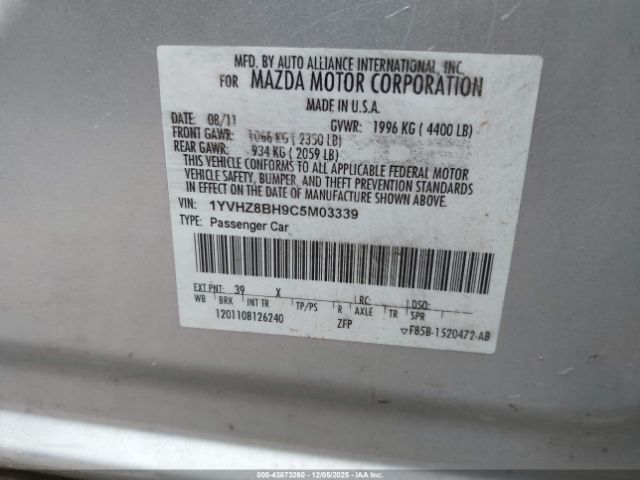 MFD. BY AUTO ALLIANCE INTERNATIONAL, INC.
FOR MAZDA MOTOR CORPORATION
MADE IN U.S.A.
DATE: 08/11 GVWR: 1996 KG ( 4400 LB)
FRONT GAWR: 1066 KG ( 2350 LB)
REAR GAWR: 934 KG ( 2059 LB)
THIS VEHICLE CONFORMS TO ALL APPLICABLE FEDERAL MOTOR
VEHICLE SAFETY, BUMPER, AND THEFT PREVENTION STANDARDS
IN EFFECT ON THE DATE OF MANUFACTURE SHOWN ABOVE.
VIN: 1YVHZ8BH9C5M03339
TYPE: Passenger Car
EXT PNT: 39 X RC: DSO:
WB BRK INT TR TP/PS R AXLE TR SPR
1201108126240 ZFP F85B-1520472-AB
000-43873260 - 12/05/2025 - IAA, Inc.